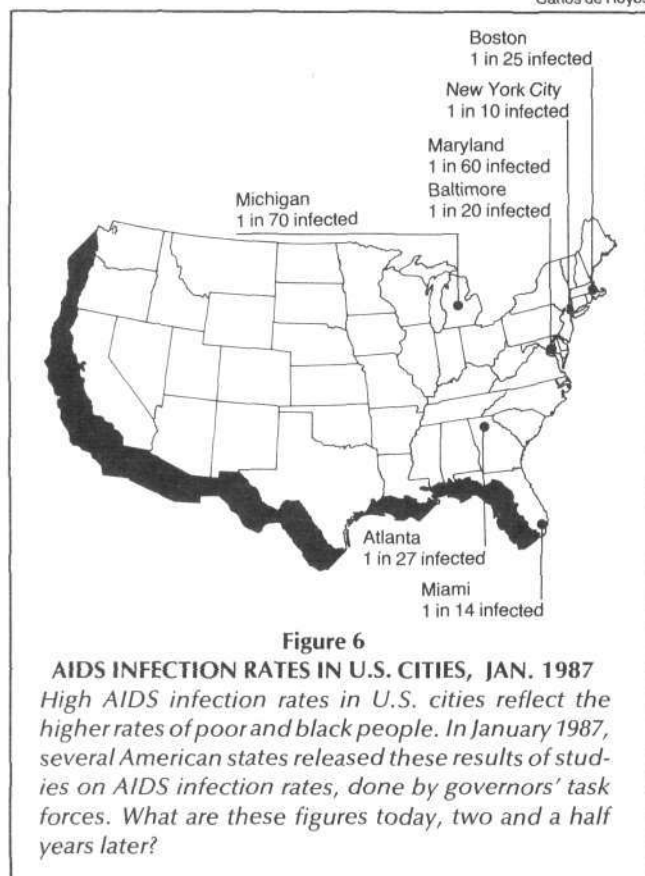 Carlos de Hoyos
Boston
1 in 25 infected
New York City
1 in 10 infected
Maryland
1 in 60 infected
Baltimore
1 in 20 infected
Michigan
1 in 70 infected
Atlanta
1 in 27 infected
Miami
1 in 14 infected
Figure 6
AIDS INFECTION RATES IN U.S. CITIES, JAN. 1987
High AIDS infection rates in U.S. cities reflect the
higher rates of poor and black people. In January 1987,
several American states released these results of stud-
ies on AIDS infection rates, done by governors' task
forces. What are these figures today, two and a half
years later?